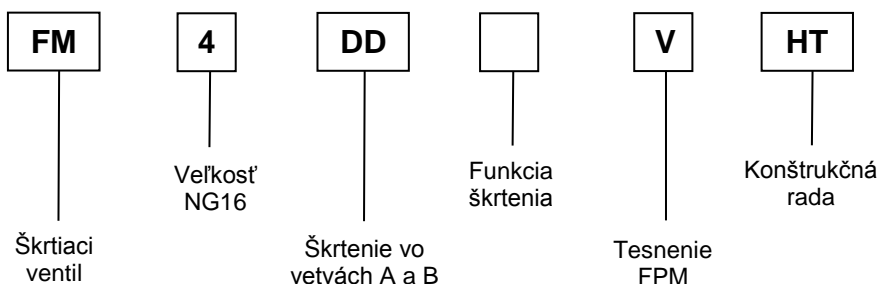 FM 4 DD V HT
Veľkosť
NG16
Funkcia
škrtenia
Konštrukčná
rada
Škrtiaci
ventil
Škrtenie vo
vetvách A a B
Tesnenie
FPM